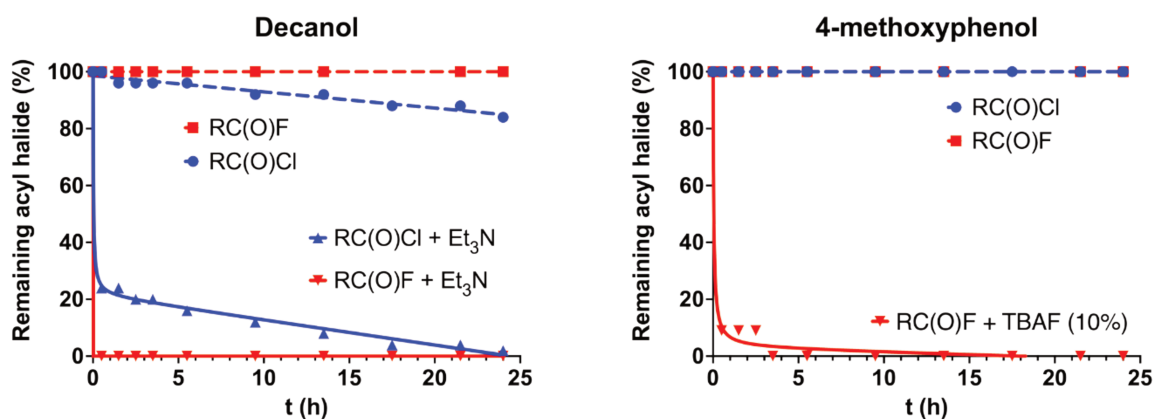 Decanol
Remaining acyl halide (%)
100
80
60
40
20
0
RC(O)F
RC(O)Cl
RC(O)Cl + Et₃N
RC(O)F + Et₃N
0
5
10
15
20
25
t (h)
4-methoxyphenol
Remaining acyl halide (%)
100
80
60
40
20
0
RC(O)Cl
RC(O)F
RC(O)F + TBAF (10%)
0
5
10
15
20
25
t (h)